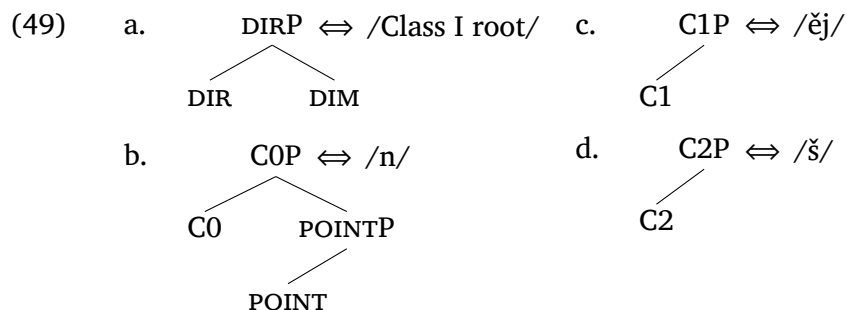 (49) a. DIRP ⇔ /Class I root/ c. C1P ⇔ /ěj/
DIR DIM C1
b. C0P ⇔ /n/ d. C2P ⇔ /š/
C0 POINTP C2
POINT